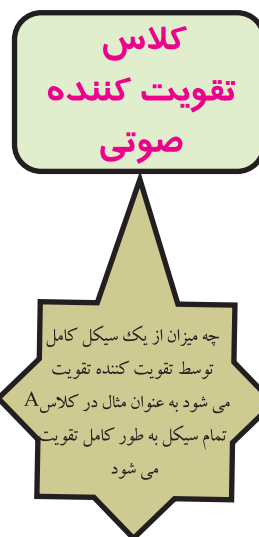 کلاس
تقویت کننده
صوتی
چه میزان از یك سیکل کامل
توسط تقویت کننده تقویت
می شود به عنوان مثال در کلاسA
تمام سیکل به طور کامل تقویت
می شود